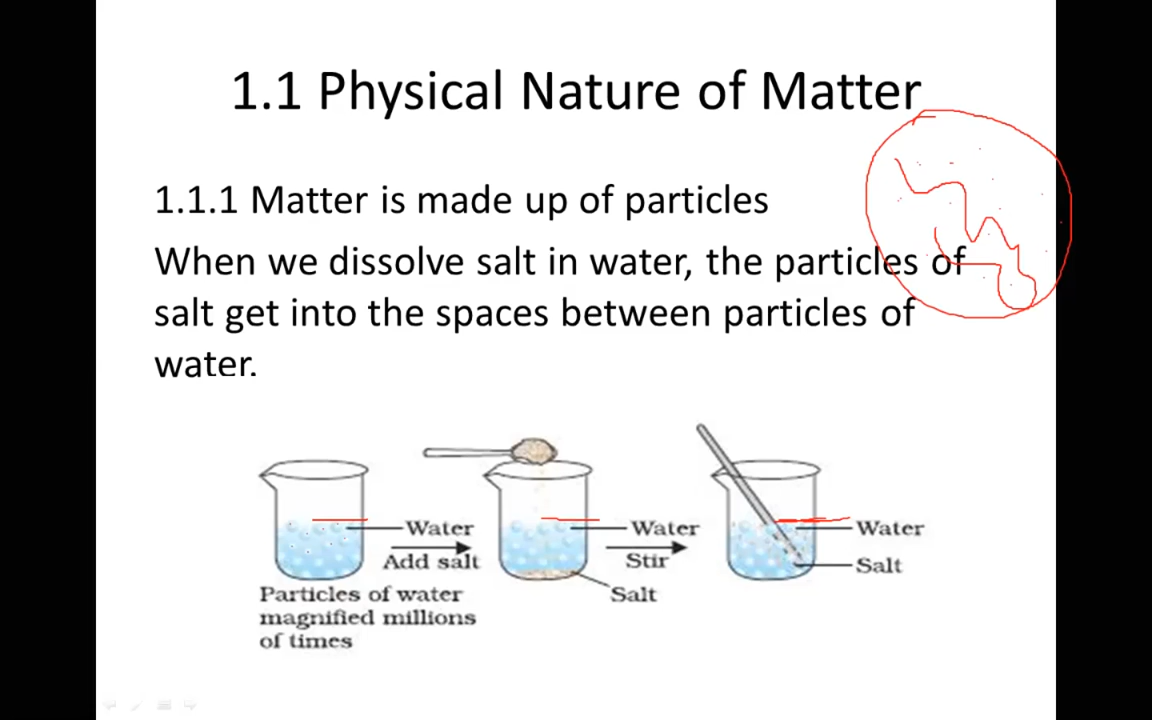 1.1 Physical Nature of Matter
1.1.1 Matter is made up of particles
When we dissolve salt in water, the particles of
salt get into the spaces between particles of
water.
Water
Add salt
Particles of water
magnified millions
of times
Water
Stir
Salt
Water
Salt